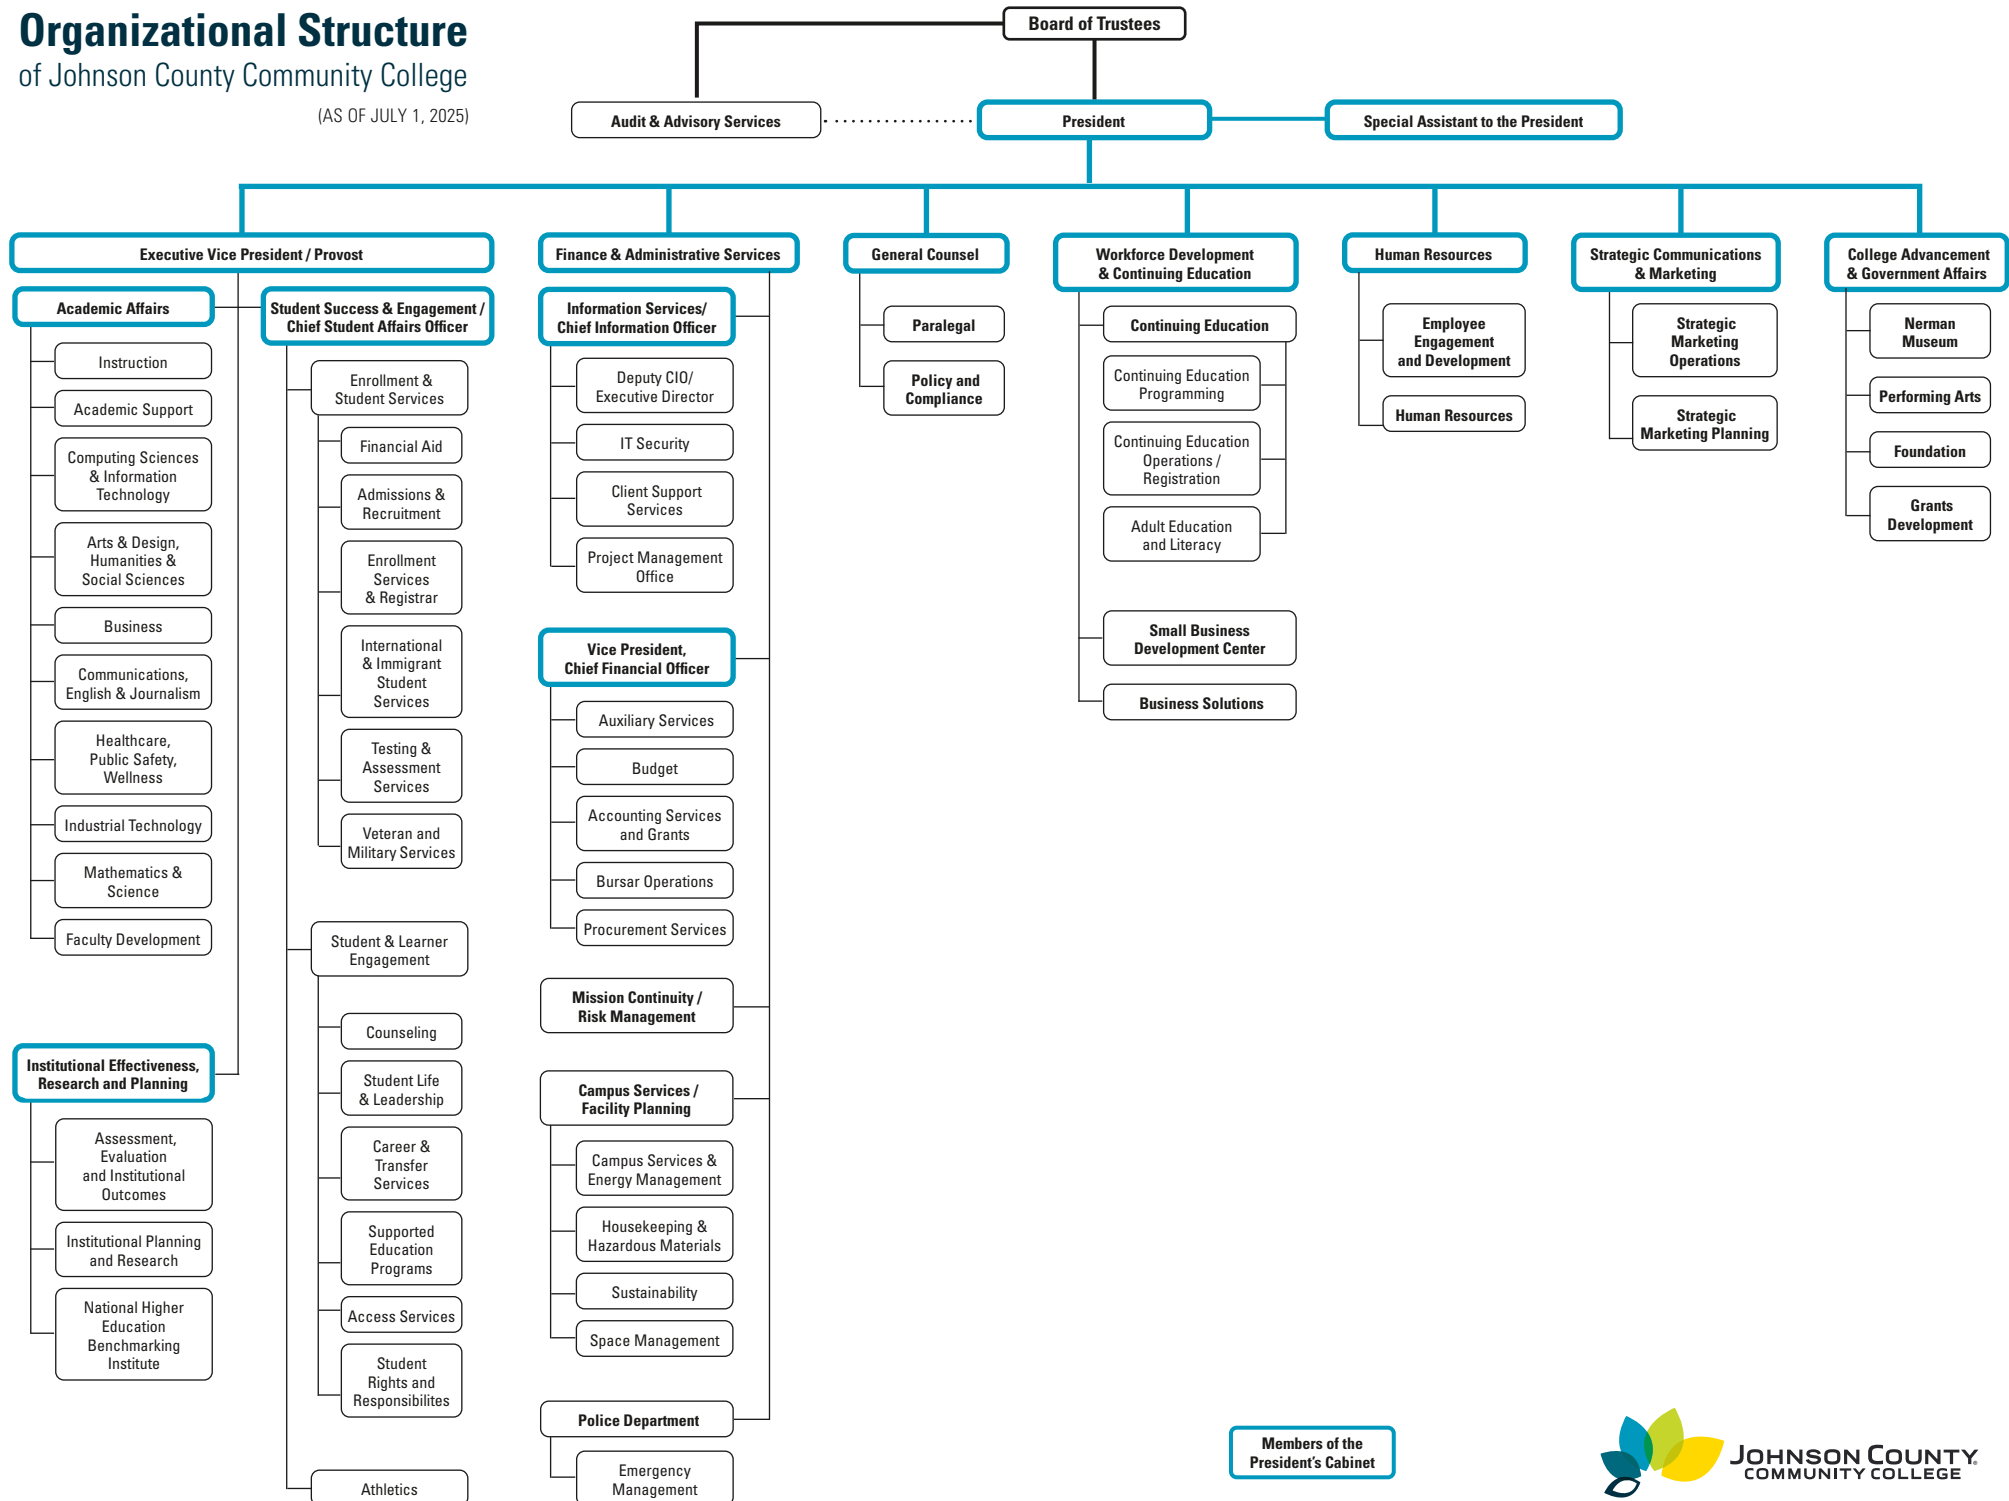 Organizational Structure
of Johnson County Community College
(AS OF JULY 1, 2025)
Board of Trustees
Audit & Advisory Services
President
Special Assistant to the President
Executive Vice President / Provost
Academic Affairs
Instruction
Academic Support
Computing Sciences
& Information
Technology
Arts & Design,
Humanities &
Social Sciences
Business
Communications,
English & Journalism
Healthcare,
Public Safety,
Wellness
Industrial Technology
Mathematics &
Science
Faculty Development
Institutional Effectiveness,
Research and Planning
Assessment,
Evaluation
and Institutional
Outcomes
Institutional Planning
and Research
National Higher
Education
Benchmarking
Institute
Student Success & Engagement /
Chief Student Affairs Officer
Enrollment &
Student Services
Financial Aid
Admissions &
Recruitment
Enrollment
Services
& Registrar
International
& Immigrant
Student
Services
Testing &
Assessment
Services
Veteran and
Military Services
Student & Learner
Engagement
Counseling
Student Life
& Leadership
Career &
Transfer
Services
Supported
Education
Programs
Access Services
Student
Rights and
Responsibilites
Athletics
Finance & Administrative Services
Information Services/
Chief Information Officer
Deputy CIO/
Executive Director
IT Security
Client Support
Services
Project Management
Office
Vice President,
Chief Financial Officer
Auxiliary Services
Budget
Accounting Services
and Grants
Bursar Operations
Procurement Services
Mission Continuity /
Risk Management
Campus Services /
Facility Planning
Campus Services &
Energy Management
Housekeeping &
Hazardous Materials
Sustainability
Space Management
Police Department
Emergency
Management
General Counsel
Paralegal
Policy and
Compliance
Workforce Development
& Continuing Education
Continuing Education
Continuing Education
Programming
Continuing Education
Operations /
Registration
Adult Education
and Literacy
Small Business
Development Center
Business Solutions
Human Resources
Employee
Engagement
and Development
Human Resources
Strategic Communications
& Marketing
Strategic
Marketing
Operations
Strategic
Marketing Planning
College Advancement
& Government Affairs
Nerman
Museum
Performing Arts
Foundation
Grants
Development
Members of the
President's Cabinet
JOHNSON COUNTY®
COMMUNITY COLLEGE